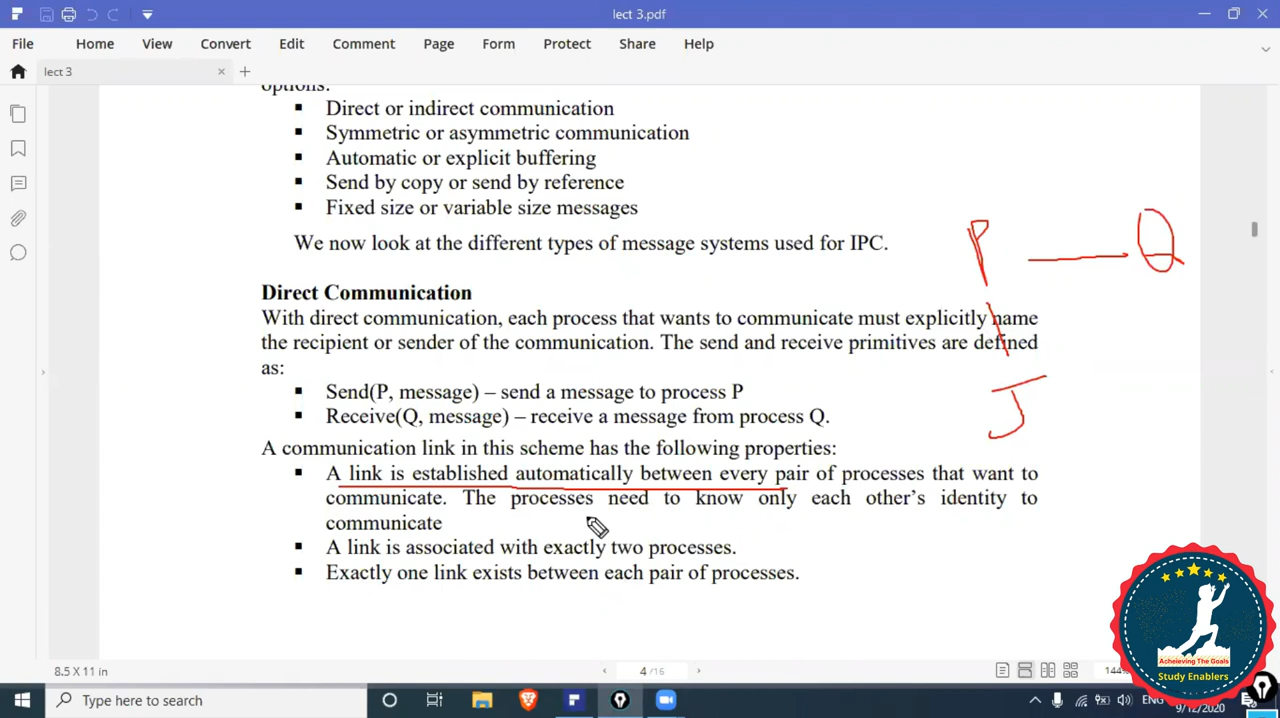 lect 3.pdf
File Home View Convert Edit Comment Page Form Protect Share Help
lect 3
options:
▪ Direct or indirect communication
▪ Symmetric or asymmetric communication
▪ Automatic or explicit buffering
▪ Send by copy or send by reference
▪ Fixed size or variable size messages
We now look at the different types of message systems used for IPC.
P Q
Direct Communication
With direct communication, each process that wants to communicate must explicitly name
the recipient or sender of the communication. The send and receive primitives are defined
as:
▪ Send(P, message) – send a message to process P
▪ Receive(Q, message) – receive a message from process Q.
J
A communication link in this scheme has the following properties:
▪ A link is established automatically between every pair of processes that want to
communicate. The processes need to know only each other's identity to
communicate
▪ A link is associated with exactly two processes.
▪ Exactly one link exists between each pair of processes.
Acheieving The Goals
Study Enablers
8.5 X 11 in 4 /16 144
Type here to search ENG
9/12/2020